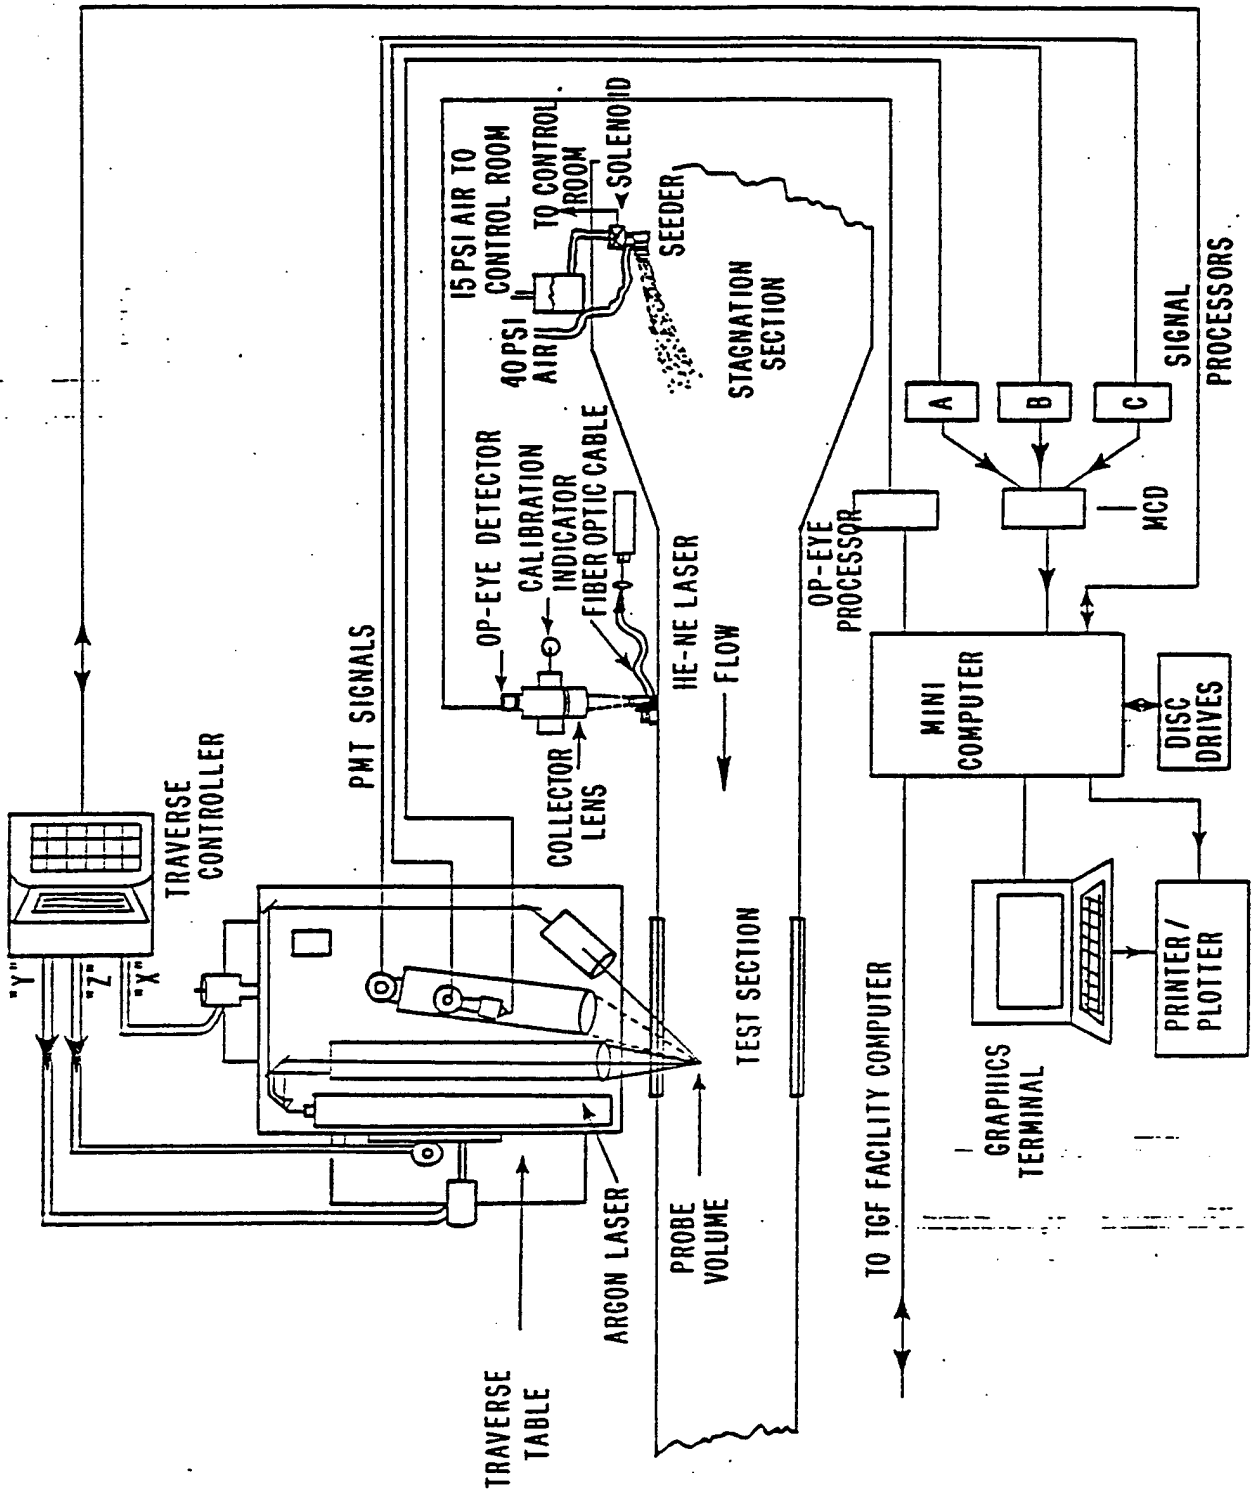 TRAVERSE
CONTROLLER
"Y"
"Z"
"X"
PMT SIGNALS
15 PSI AIR TO
CONTROL ROOM
TO CONTROL
ROOM
SOLENOID
40 PSI
AIR
SEEDER
OP-EYE DETECTOR
CALIBRATION
INDICATOR
FIBER OPTIC CABLE
COLLECTOR
LENS
HE-NE LASER
FLOW
STAGNATION
SECTION
TRAVERSE
TABLE
ARGON LASER
PROBE
VOLUME
TEST SECTION
OP-EYE
PROCESSOR
A
B
C
SIGNAL
PROCESSORS
MCD
MINI
COMPUTER
DISC
DRIVES
TO TGF FACILITY COMPUTER
GRAPHICS
TERMINAL
PRINTER/
PLOTTER